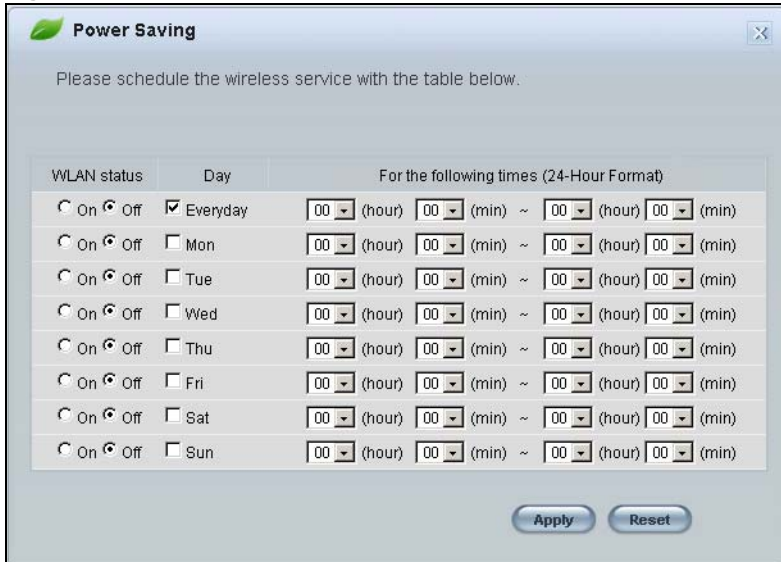 Power Saving
Please schedule the wireless service with the table below.
WLAN status Day For the following times (24-Hour Format)
On Off Everyday 00 (hour) 00 (min) ~ 00 (hour) 00 (min)
On Off Mon 00 (hour) 00 (min) ~ 00 (hour) 00 (min)
On Off Tue 00 (hour) 00 (min) ~ 00 (hour) 00 (min)
On Off Wed 00 (hour) 00 (min) ~ 00 (hour) 00 (min)
On Off Thu 00 (hour) 00 (min) ~ 00 (hour) 00 (min)
On Off Fri 00 (hour) 00 (min) ~ 00 (hour) 00 (min)
On Off Sat 00 (hour) 00 (min) ~ 00 (hour) 00 (min)
On Off Sun 00 (hour) 00 (min) ~ 00 (hour) 00 (min)
Apply Reset